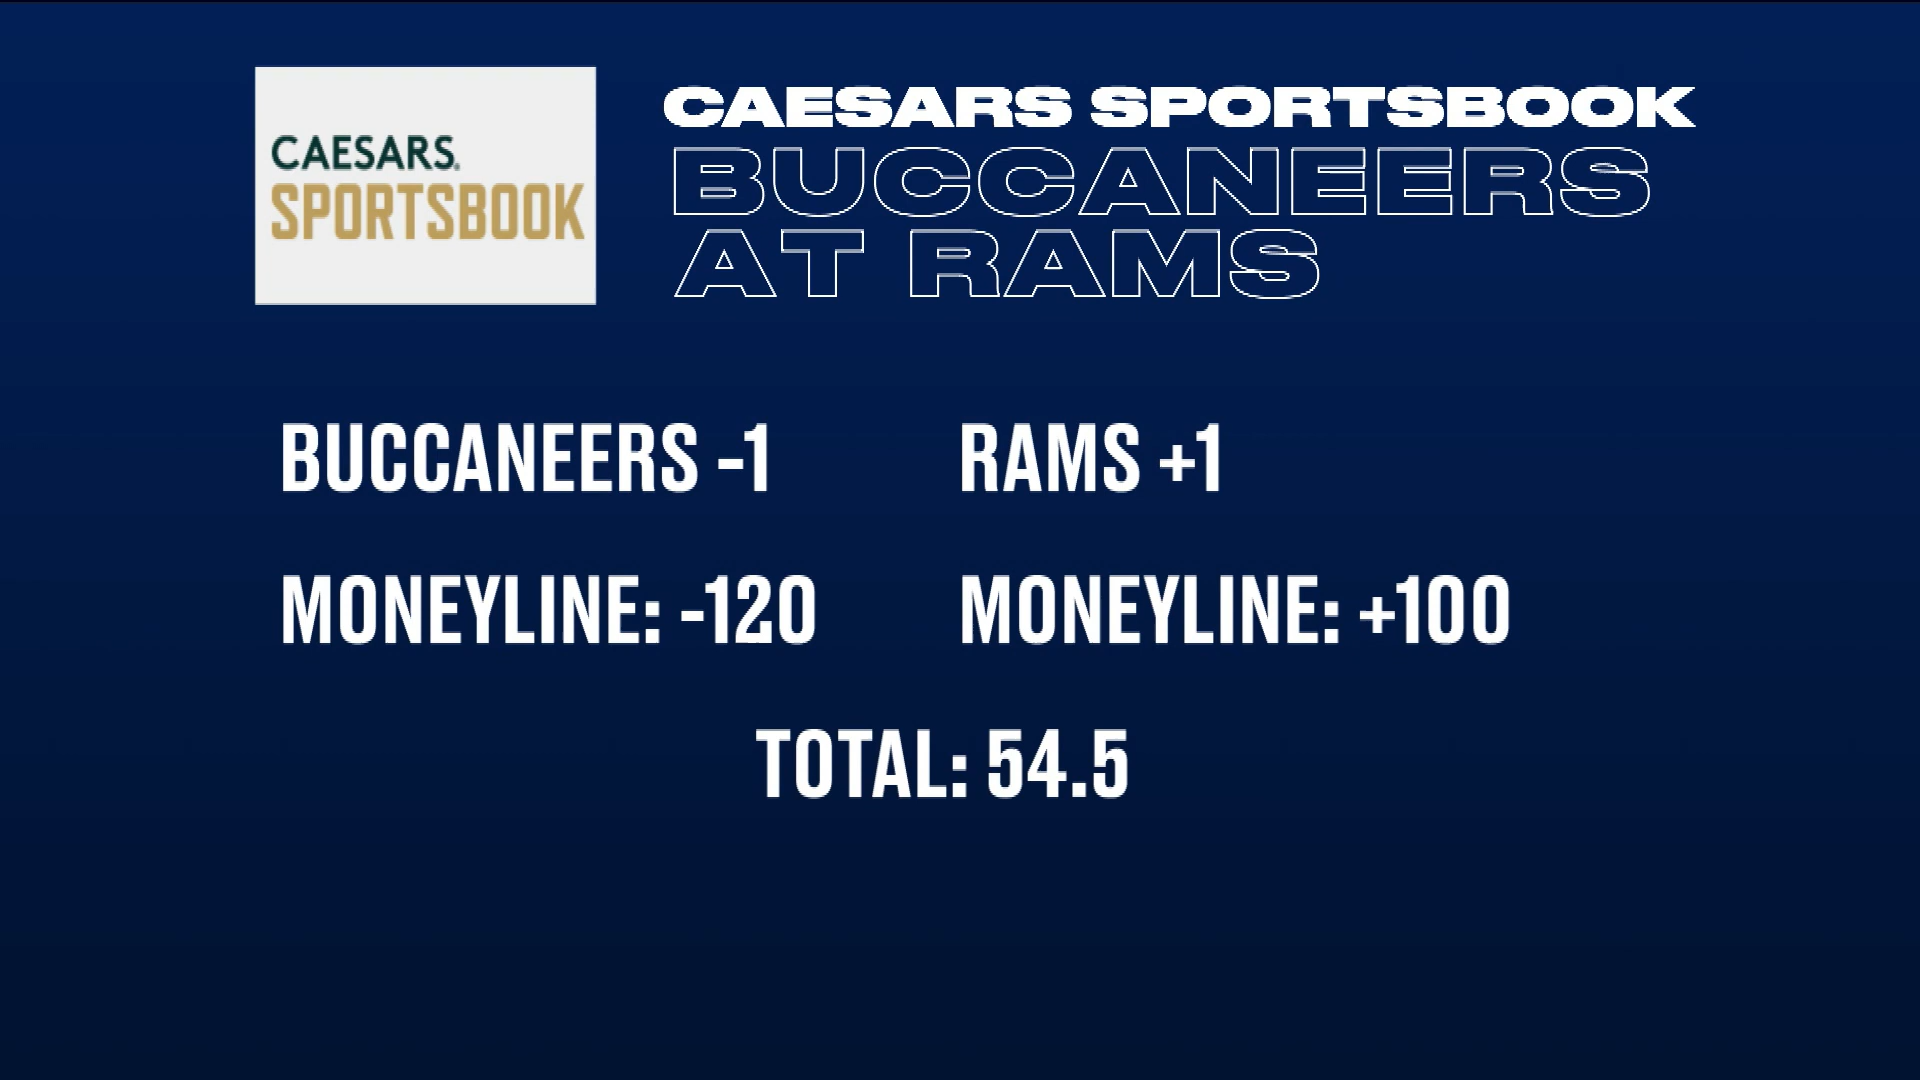 CAESARS.
SPORTSBOOK
CAESARS SPORTSBOOK
BUCCANEERS
AT RAMS
BUCCANEERS -1
RAMS +1
MONEYLINE: -120
MONEYLINE: +100
TOTAL: 54.5